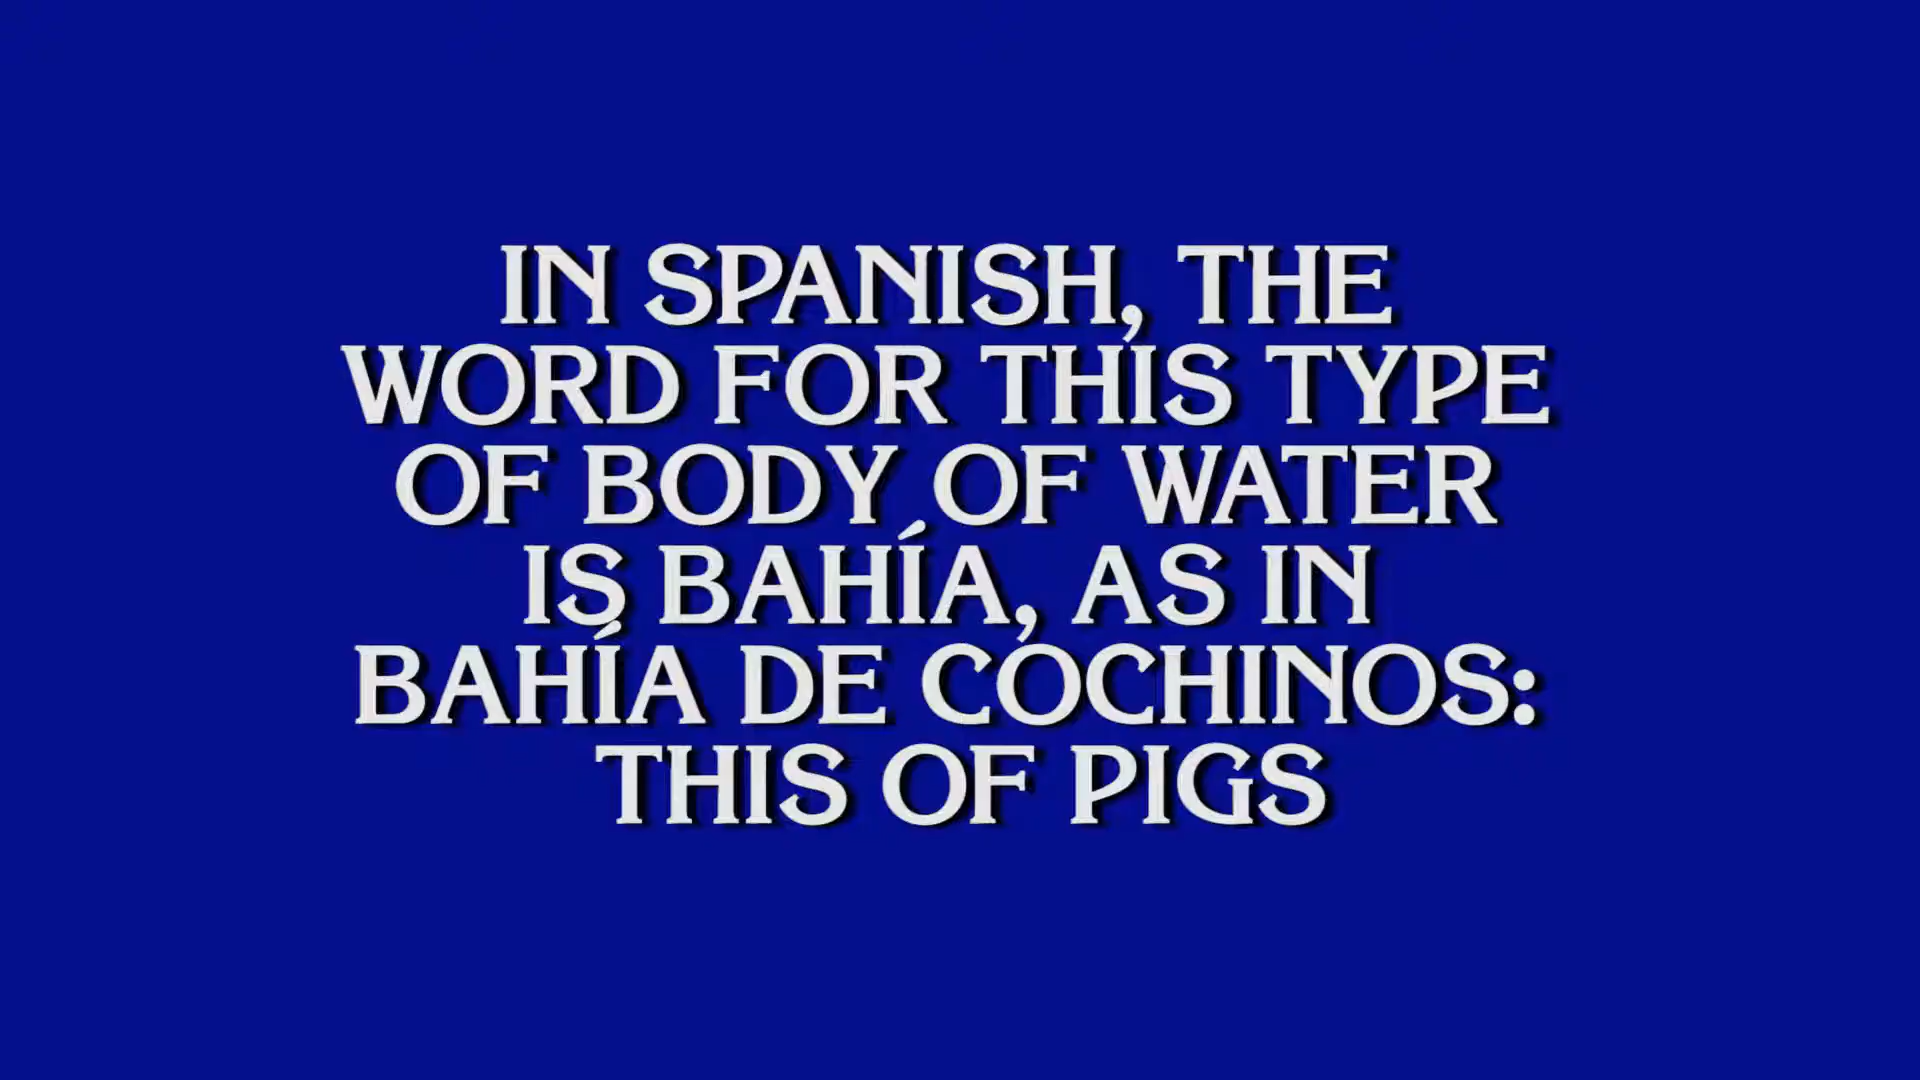 IN SPANISH, THE
WORD FOR THIS TYPE
OF BODY OF WATER
IS BAHÍA, AS IN
BAHÍA DE COCHINOS:
THIS OF PIGS